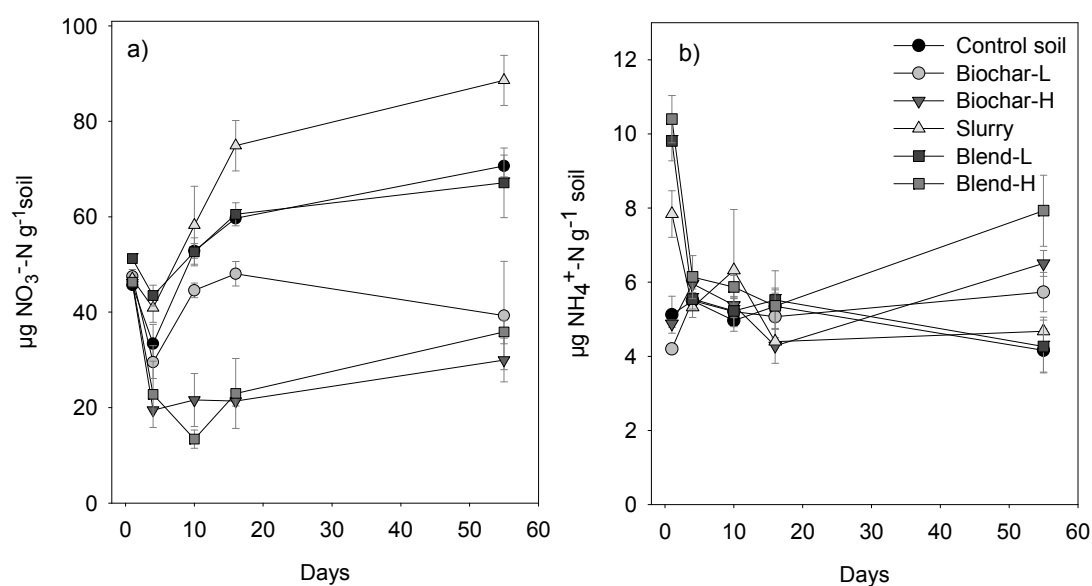 a)
100
80
60
40
20
0
µg NO₃⁻-N g⁻¹soil
0 10 20 30 40 50 60
Days
b)
12
10
8
6
4
2
0
µg NH₄⁺-N g⁻¹ soil
0 10 20 30 40 50 60
Days
Control soil
Biochar-L
Biochar-H
Slurry
Blend-L
Blend-H